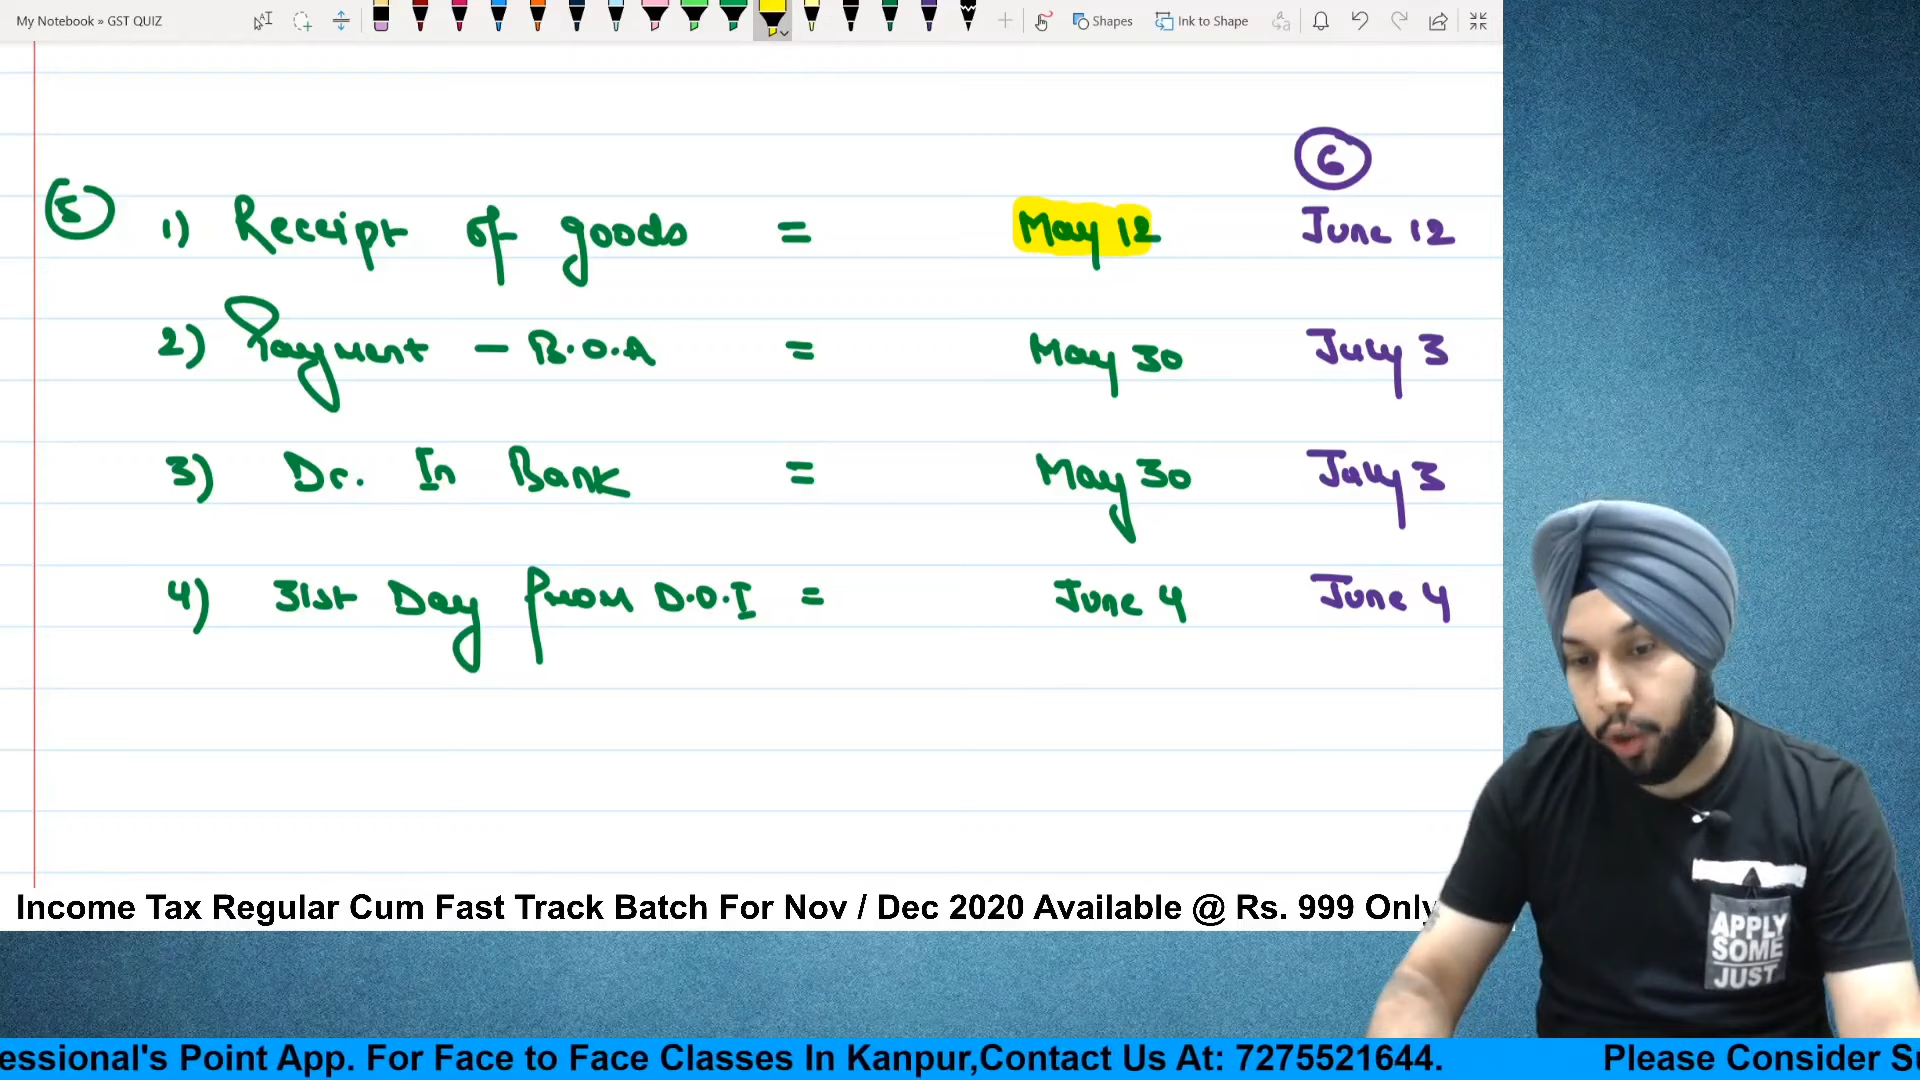 My Notebook » GST QUIZ
Shapes
Ink to Shape
6
5 1) Receipt of goods = May 12 June 12
2) Payment - B.O.A = May 30 July 3
3) Dr. In Bank = May 30 July 3
4) 31st Day from D.O.I = June 4 June 4
Income Tax Regular Cum Fast Track Batch For Nov / Dec 2020 Available @ Rs. 999 Only
APPLY
SOME
JUST
essional's Point App. For Face to Face Classes In Kanpur,Contact Us At: 7275521644. Please Consider Su